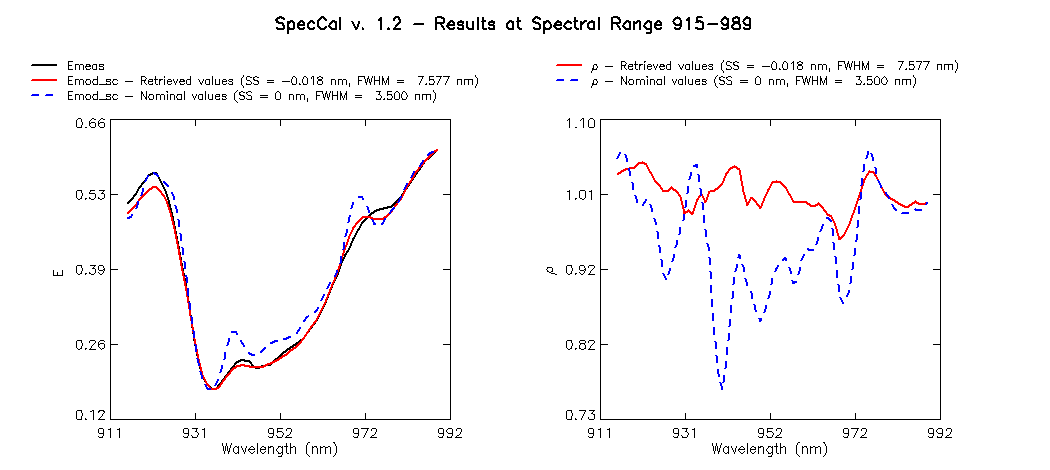 SpecCal v. 1.2 – Results at Spectral Range 915–989
Emeas
Emod_sc – Retrieved values (SS = –0.018 nm, FWHM =  7.577 nm)
Emod_sc – Nominal values (SS = 0 nm, FWHM =  3.500 nm)
0.66
0.53
0.39
0.26
0.12
E
911 931 952 972 992
Wavelength (nm)
ρ – Retrieved values (SS = –0.018 nm, FWHM =  7.577 nm)
ρ – Nominal values (SS = 0 nm, FWHM =  3.500 nm)
1.10
1.01
0.92
0.82
0.73
ρ
911 931 952 972 992
Wavelength (nm)